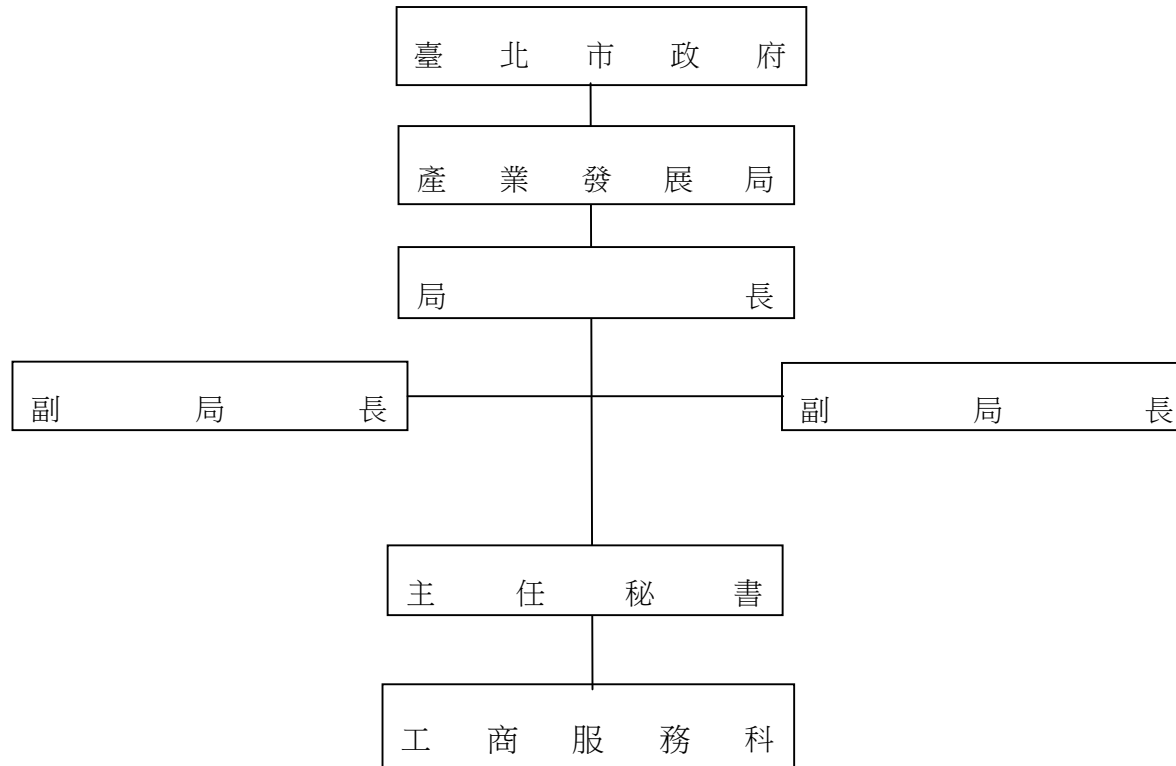 臺北市政府
產業發展局
局長
副局長
副局長
主任秘書
工商服務科